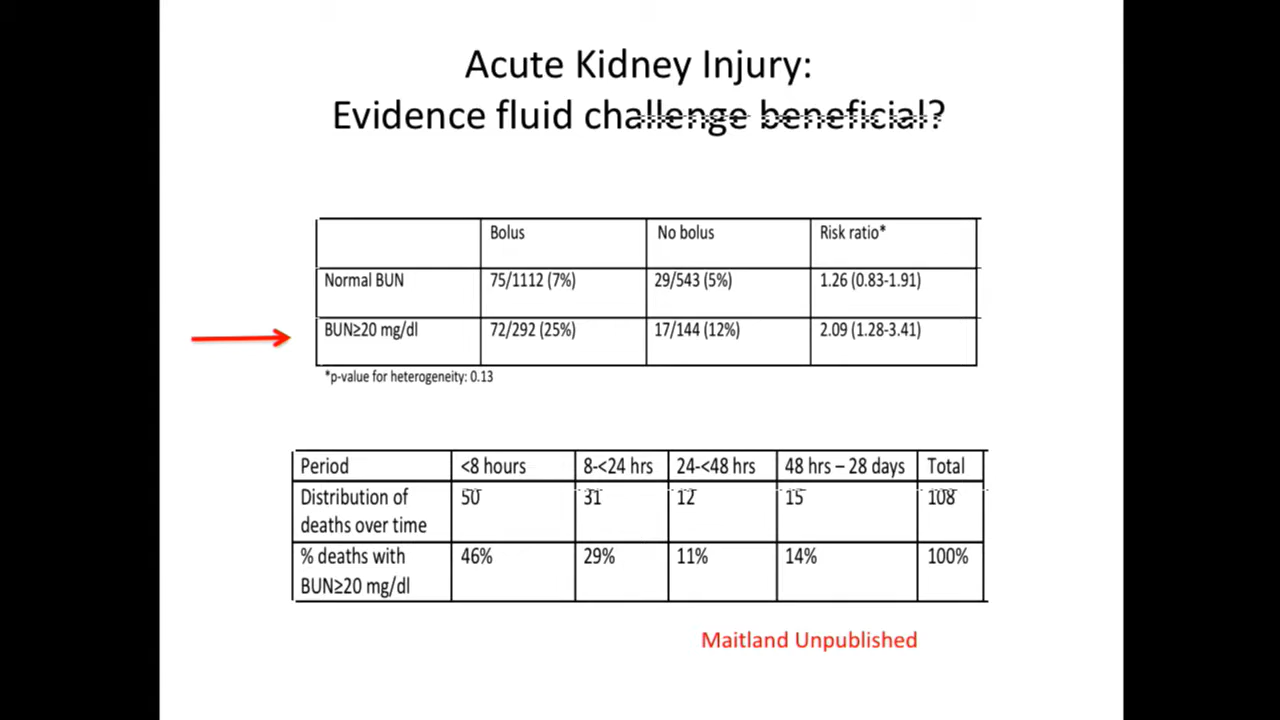 Acute Kidney Injury:
Evidence fluid challenge beneficial?
Bolus No bolus Risk ratio*
Normal BUN 75/1112 (7%) 29/543 (5%) 1.26 (0.83-1.91)
BUN≥20 mg/dl 72/292 (25%) 17/144 (12%) 2.09 (1.28-3.41)
*p-value for heterogeneity: 0.13
Period <8 hours 8-<24 hrs 24-<48 hrs 48 hrs – 28 days Total
Distribution of 50 31 12 15 108
deaths over time
% deaths with 46% 29% 11% 14% 100%
BUN≥20 mg/dl
Maitland Unpublished